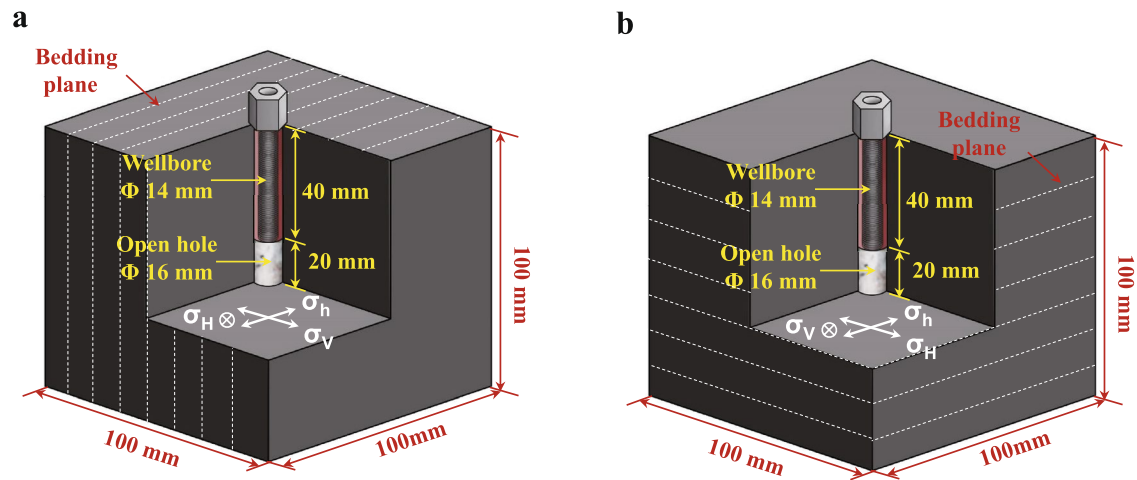 a
Bedding
plane
Wellbore
Φ 14 mm
40 mm
Open hole
Φ 16 mm
20 mm
σh
σH ⊗
σV
100 mm
100 mm
100mm
b
Bedding
plane
Wellbore
Φ 14 mm
40 mm
Open hole
Φ 16 mm
20 mm
σh
σV ⊗
σH
100 mm
100 mm
100mm